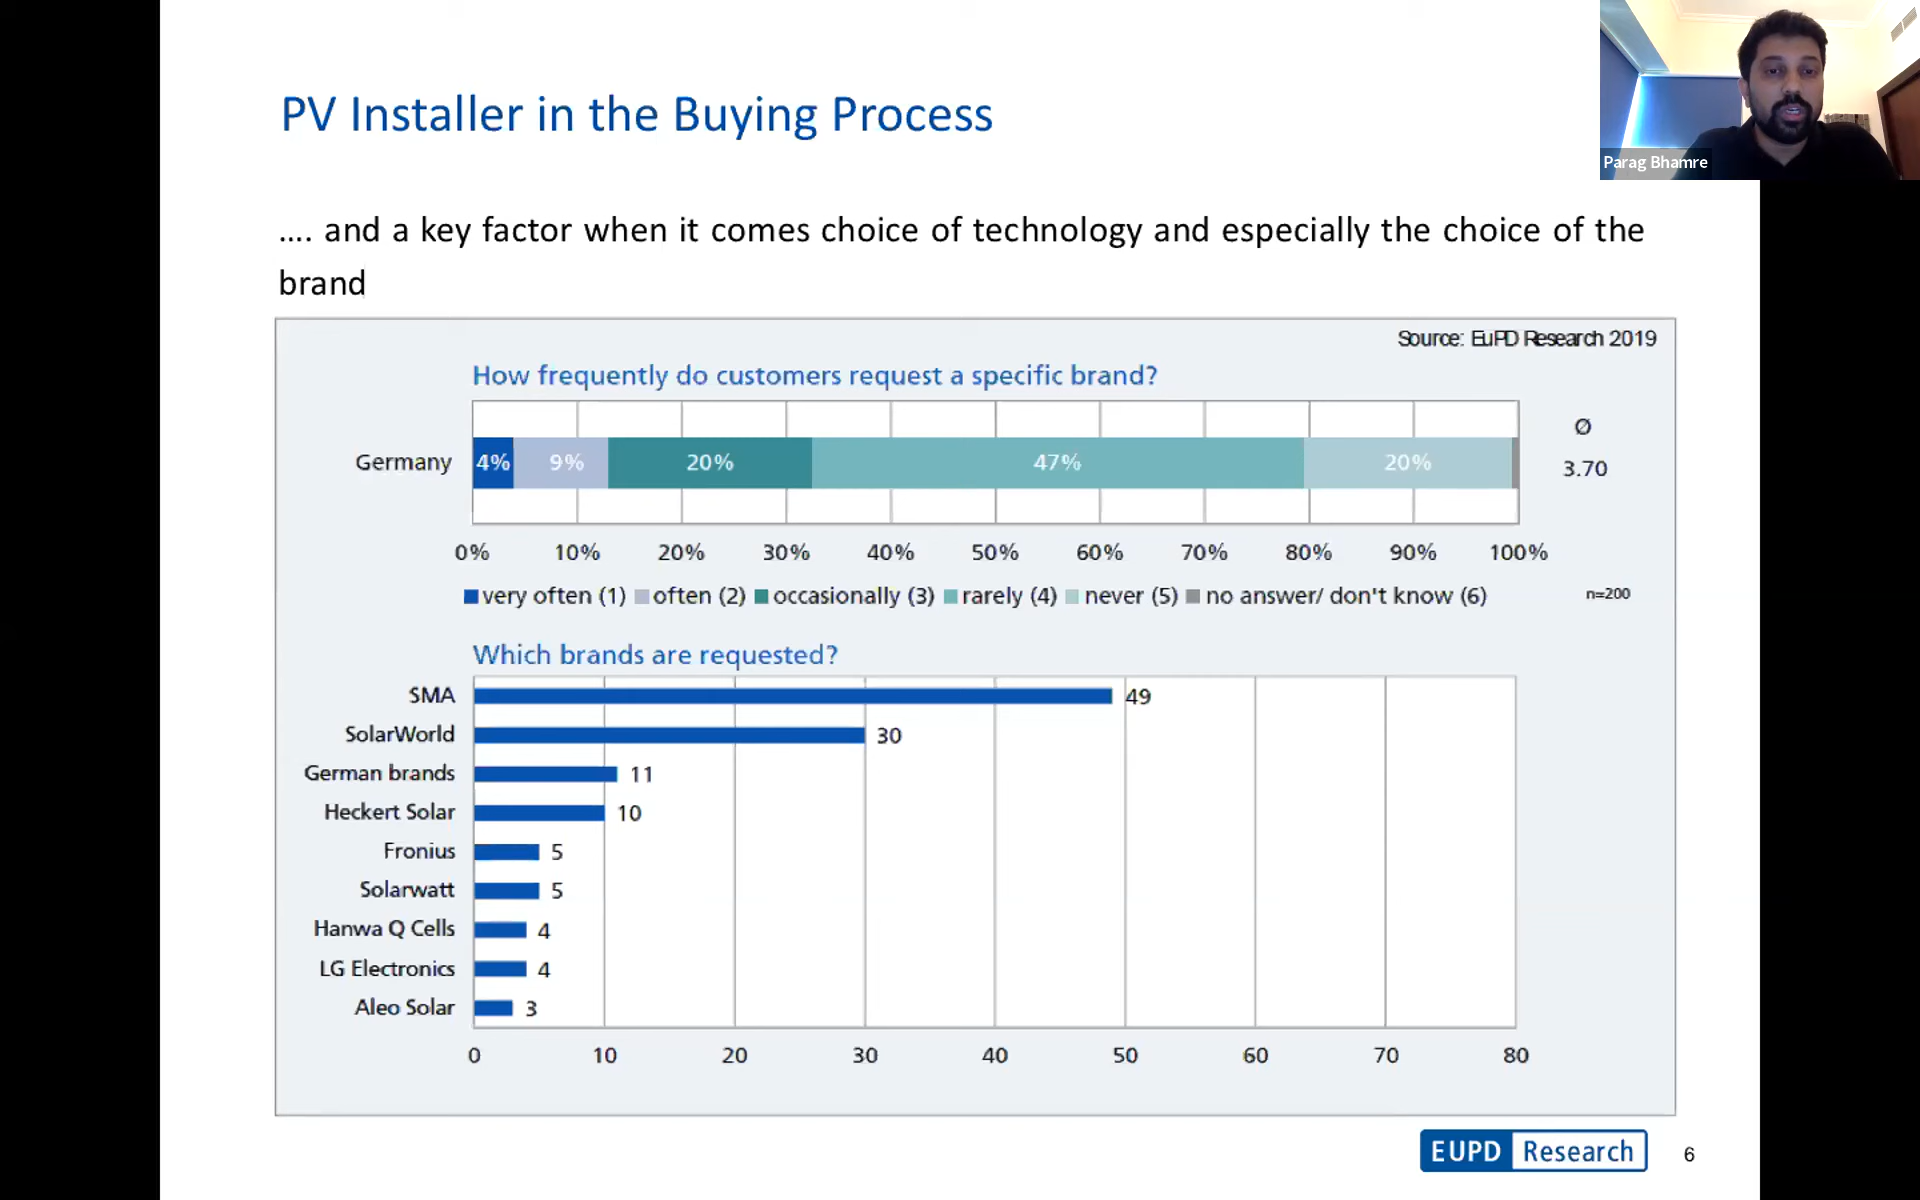 Parag Bhamre
PV Installer in the Buying Process
.... and a key factor when it comes choice of technology and especially the choice of the
brand
Source: EuPD Research 2019
How frequently do customers request a specific brand?
Ø
Germany 4% 9% 20% 47% 20% 3.70
0% 10% 20% 30% 40% 50% 60% 70% 80% 90% 100%
very often (1) often (2) occasionally (3) rarely (4) never (5) no answer/ don't know (6) n=200
Which brands are requested?
SMA 49
SolarWorld 30
German brands 11
Heckert Solar 10
Fronius 5
Solarwatt 5
Hanwa Q Cells 4
LG Electronics 4
Aleo Solar 3
0 10 20 30 40 50 60 70 80
EUPD Research 6